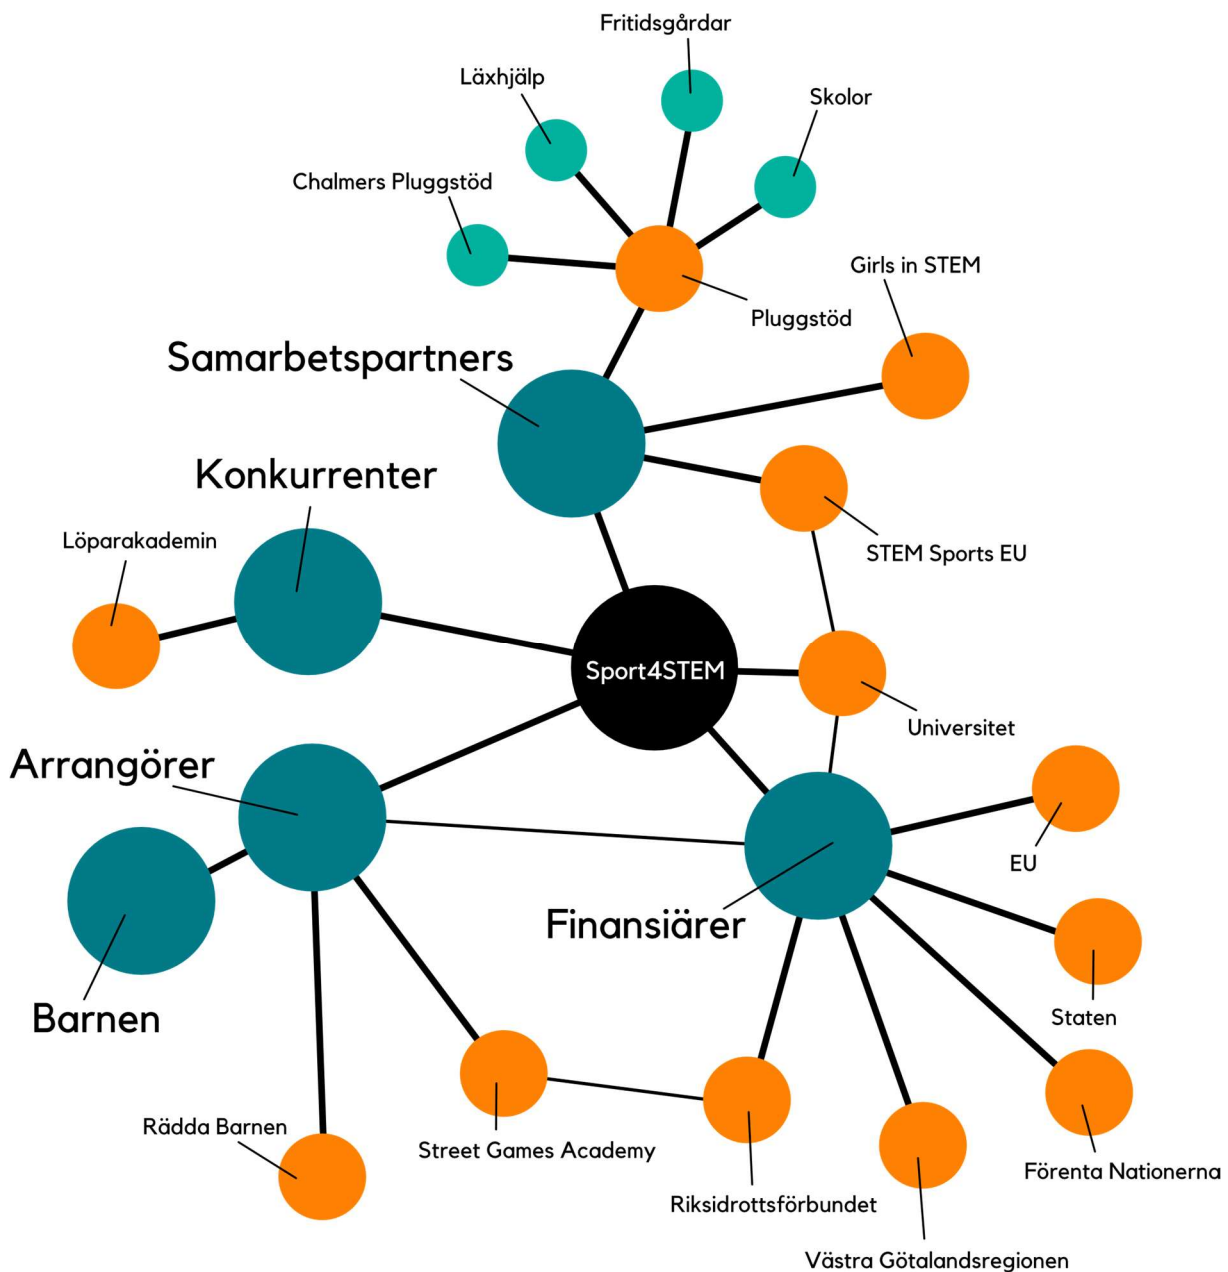 Fritidsgårdar
Läxhjälp
Skolor
Chalmers Pluggstöd
Girls in STEM
Pluggstöd
Samarbetspartners
Konkurrenter
Löparakademin
STEM Sports EU
Sport4STEM
Universitet
Arrangörer
EU
Finansiärer
Barnen
Staten
Rädda Barnen
Street Games Academy
Förenta Nationerna
Riksidrottsförbundet
Västra Götalandsregionen